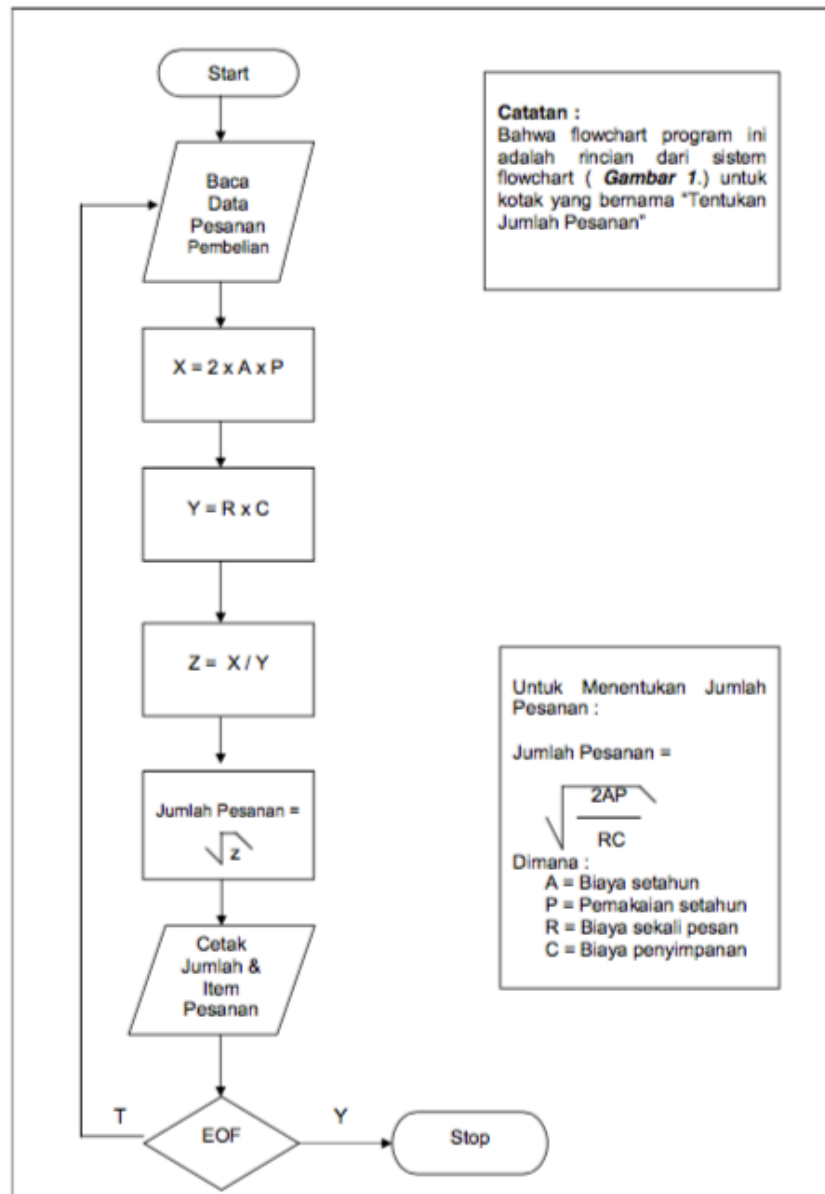 Start
Baca
Data
Pesanan
Pembelian
X = 2 x A x P
Y = R x C
Z = X / Y
Jumlah Pesanan =
√z
Cetak
Jumlah &
Item
Pesanan
EOF
T
Y
Stop
Catatan :
Bahwa flowchart program ini
adalah rincian dari sistem
flowchart ( Gambar 1.) untuk
kotak yang bernama "Tentukan
Jumlah Pesanan"
Untuk Menentukan Jumlah
Pesanan :
Jumlah Pesanan =
√
2AP
RC
Dimana :
A = Biaya setahun
P = Pemakaian setahun
R = Biaya sekali pesan
C = Biaya penyimpanan